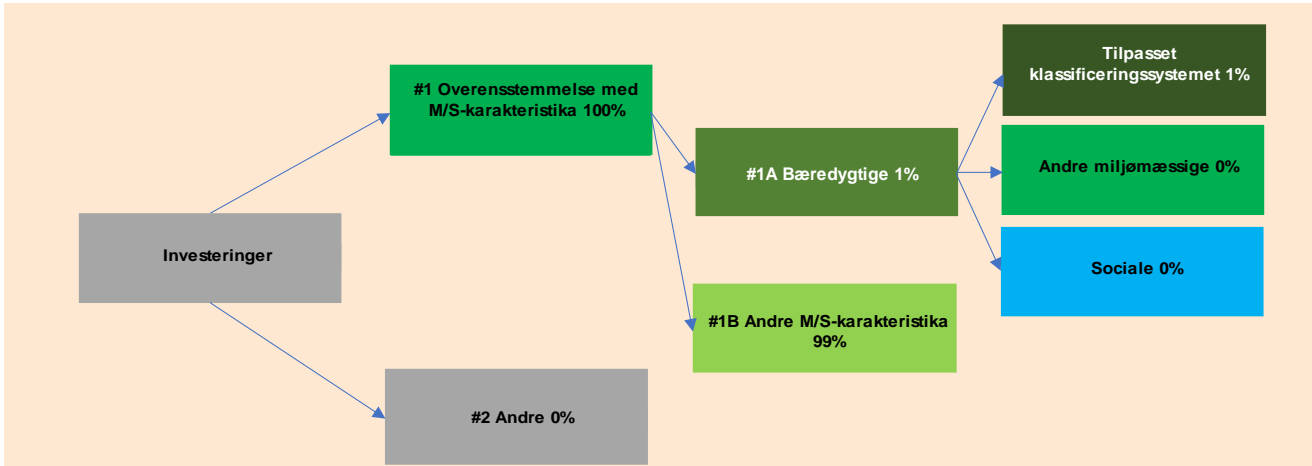 Investeringer
#1 Overensstemmelse med
M/S-karakteristika 100%
#2 Andre 0%
#1A Bæredygtige 1%
#1B Andre M/S-karakteristika
99%
Tilpasset
klassificeringssystemet 1%
Andre miljømæssige 0%
Sociale 0%